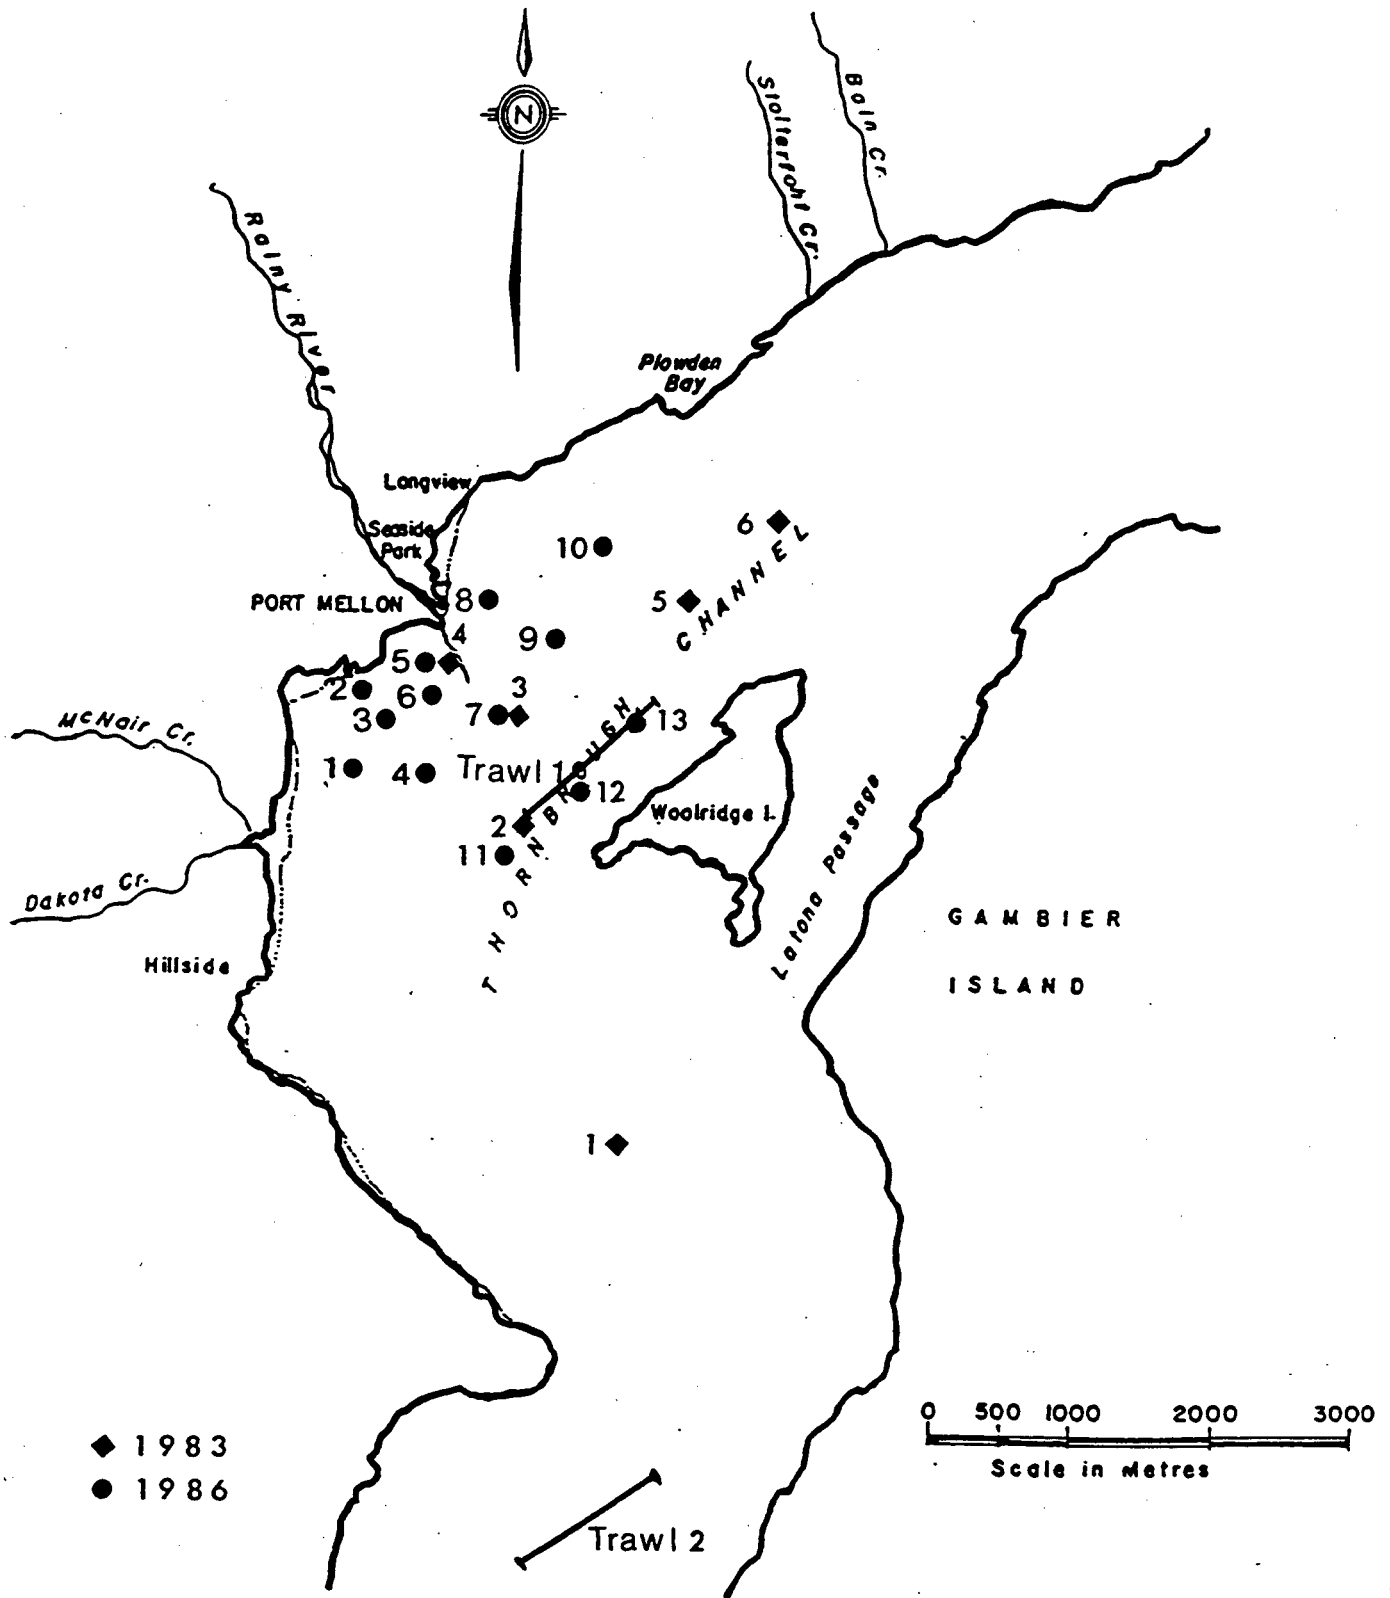 N
Bain Cr.
Stolterfoht Cr.
Rainy River
Plowden
Bay
Longview
Seaside
Park
6
10
PORT MELLON
8
5
CHANNEL
4
9
5
2
6
3
3
7
13
McNair Cr.
1
4
Trawl 1
12
Woolridge I.
2
11
THORNBROUGH
Latona Passage
Dakota Cr.
GAMBIER
ISLAND
Hillside
1
0 500 1000 2000 3000
Scale in Metres
1983
1986
Trawl 2